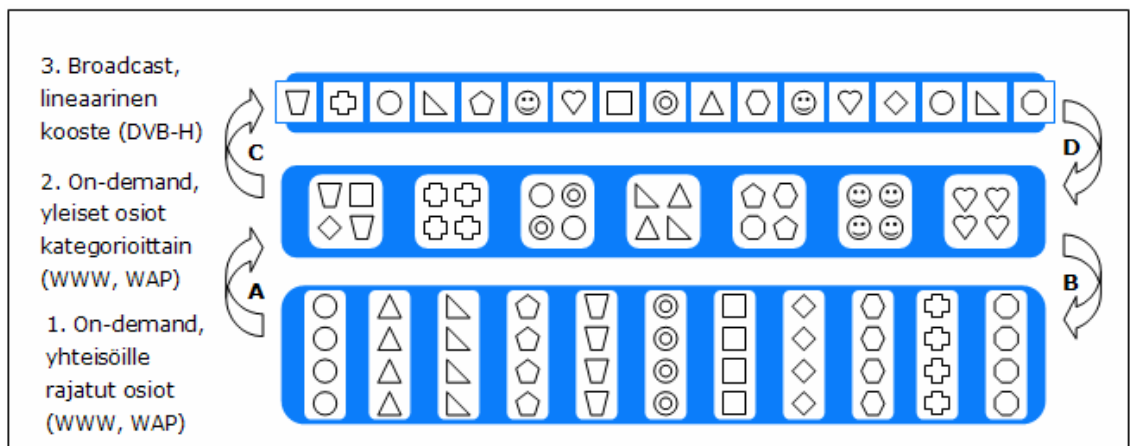 3. Broadcast,
lineaarinen
kooste (DVB-H)
C
D
2. On-demand,
yleiset osiot
kategorioittain
(WWW, WAP)
A
B
1. On-demand,
yhteisöille
rajatut osiot
(WWW, WAP)